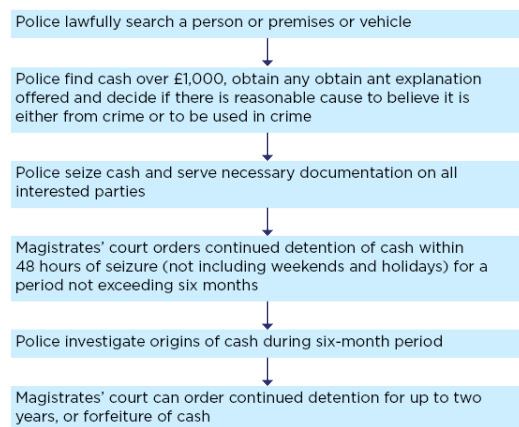 Police lawfully search a person or premises or vehicle
Police find cash over £1,000, obtain any obtain ant explanation
offered and decide if there is reasonable cause to believe it is
either from crime or to be used in crime
Police seize cash and serve necessary documentation on all
interested parties
Magistrates’ court orders continued detention of cash within
48 hours of seizure (not including weekends and holidays) for a
period not exceeding six months
Police investigate origins of cash during six-month period
Magistrates’ court can order continued detention for up to two
years, or forfeiture of cash